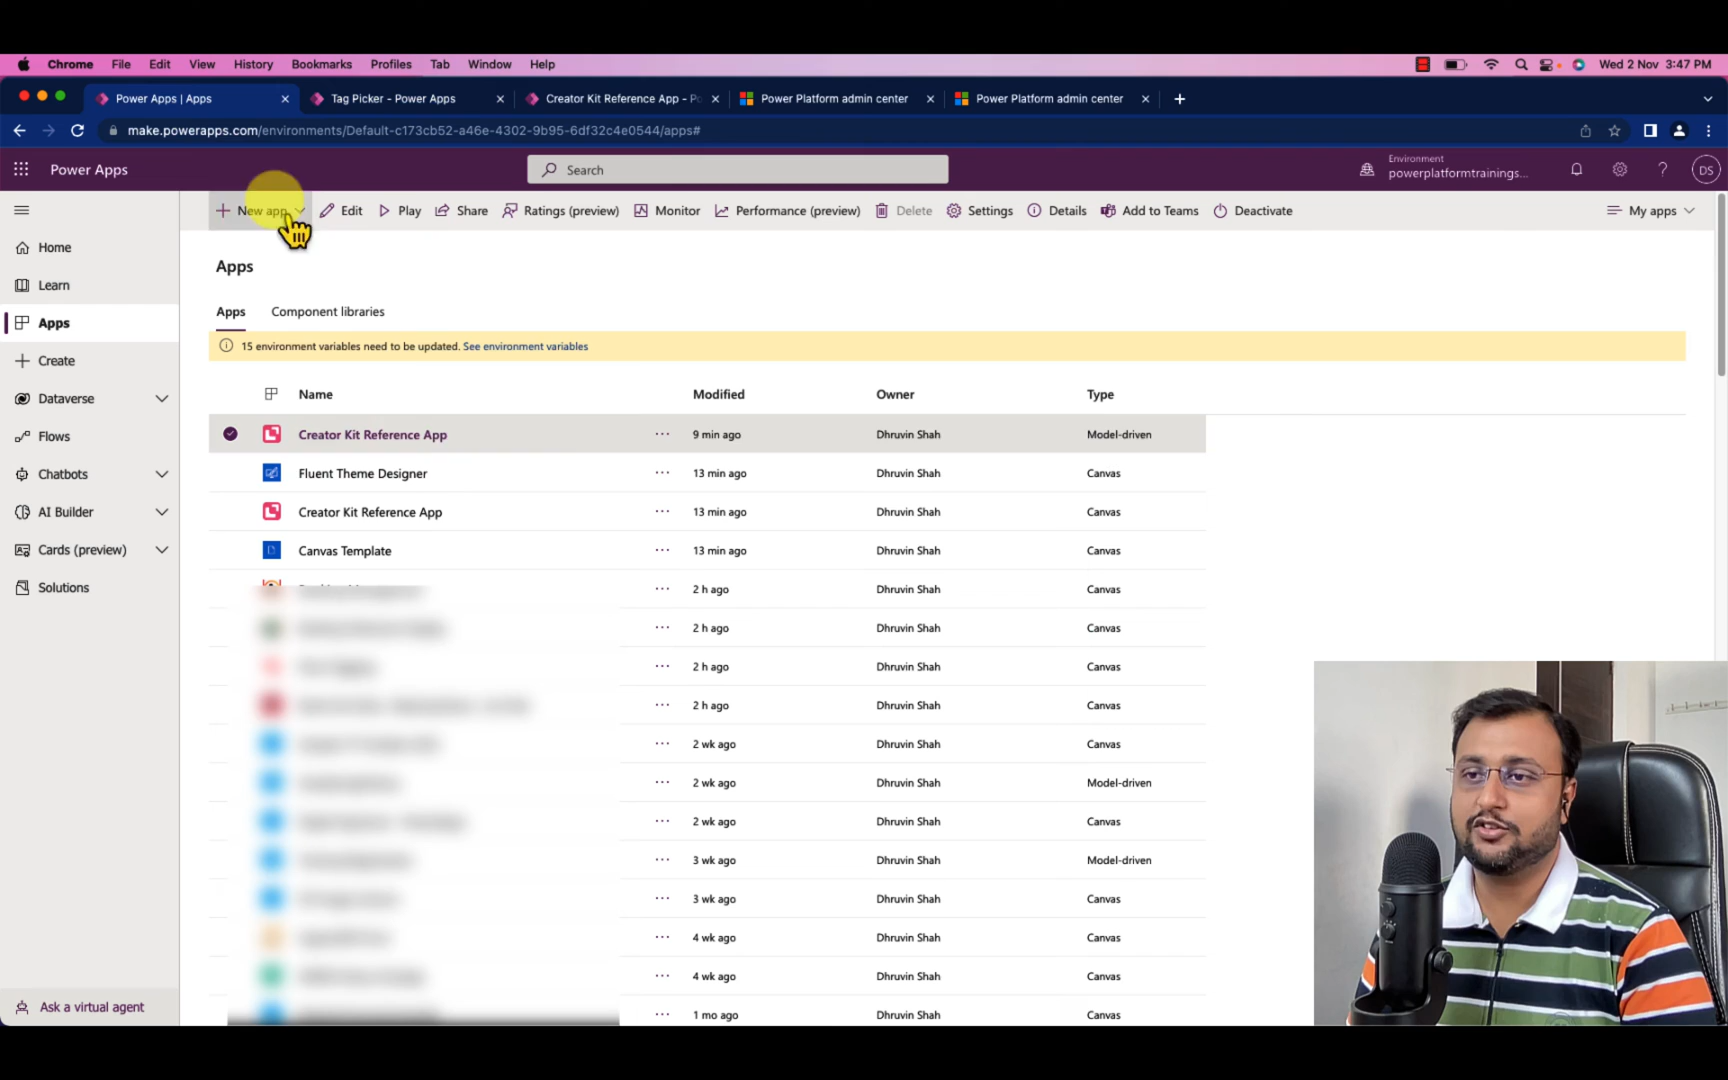 Chrome File Edit View History Bookmarks Profiles Tab Window Help Wed 2 Nov 3:47 PM
Power Apps | Apps Tag Picker - Power Apps Creator Kit Reference App - Po Power Platform admin center Power Platform admin center
make.powerapps.com/environments/Default-c173cb52-a46e-4302-9b95-6df32c4e0544/apps#
Power Apps Search Environment
powerplatformtrainings... DS
New app Edit Play Share Ratings (preview) Monitor Performance (preview) Delete Settings Details Add to Teams Deactivate My apps
Home
Learn
Apps
Create
Dataverse
Flows
Chatbots
AI Builder
Cards (preview)
Solutions
Ask a virtual agent
Apps
Apps Component libraries
15 environment variables need to be updated. See environment variables
Name Modified Owner Type
Creator Kit Reference App ... 9 min ago Dhruvin Shah Model-driven
Fluent Theme Designer ... 13 min ago Dhruvin Shah Canvas
Creator Kit Reference App ... 13 min ago Dhruvin Shah Canvas
Canvas Template ... 13 min ago Dhruvin Shah Canvas
... 2 h ago Dhruvin Shah Canvas
... 2 h ago Dhruvin Shah Canvas
... 2 h ago Dhruvin Shah Canvas
... 2 h ago Dhruvin Shah Canvas
... 2 wk ago Dhruvin Shah Canvas
... 2 wk ago Dhruvin Shah Model-driven
... 2 wk ago Dhruvin Shah Canvas
... 3 wk ago Dhruvin Shah Model-driven
... 3 wk ago Dhruvin Shah Canvas
... 4 wk ago Dhruvin Shah Canvas
... 4 wk ago Dhruvin Shah Canvas
... 1 mo ago Dhruvin Shah Canvas